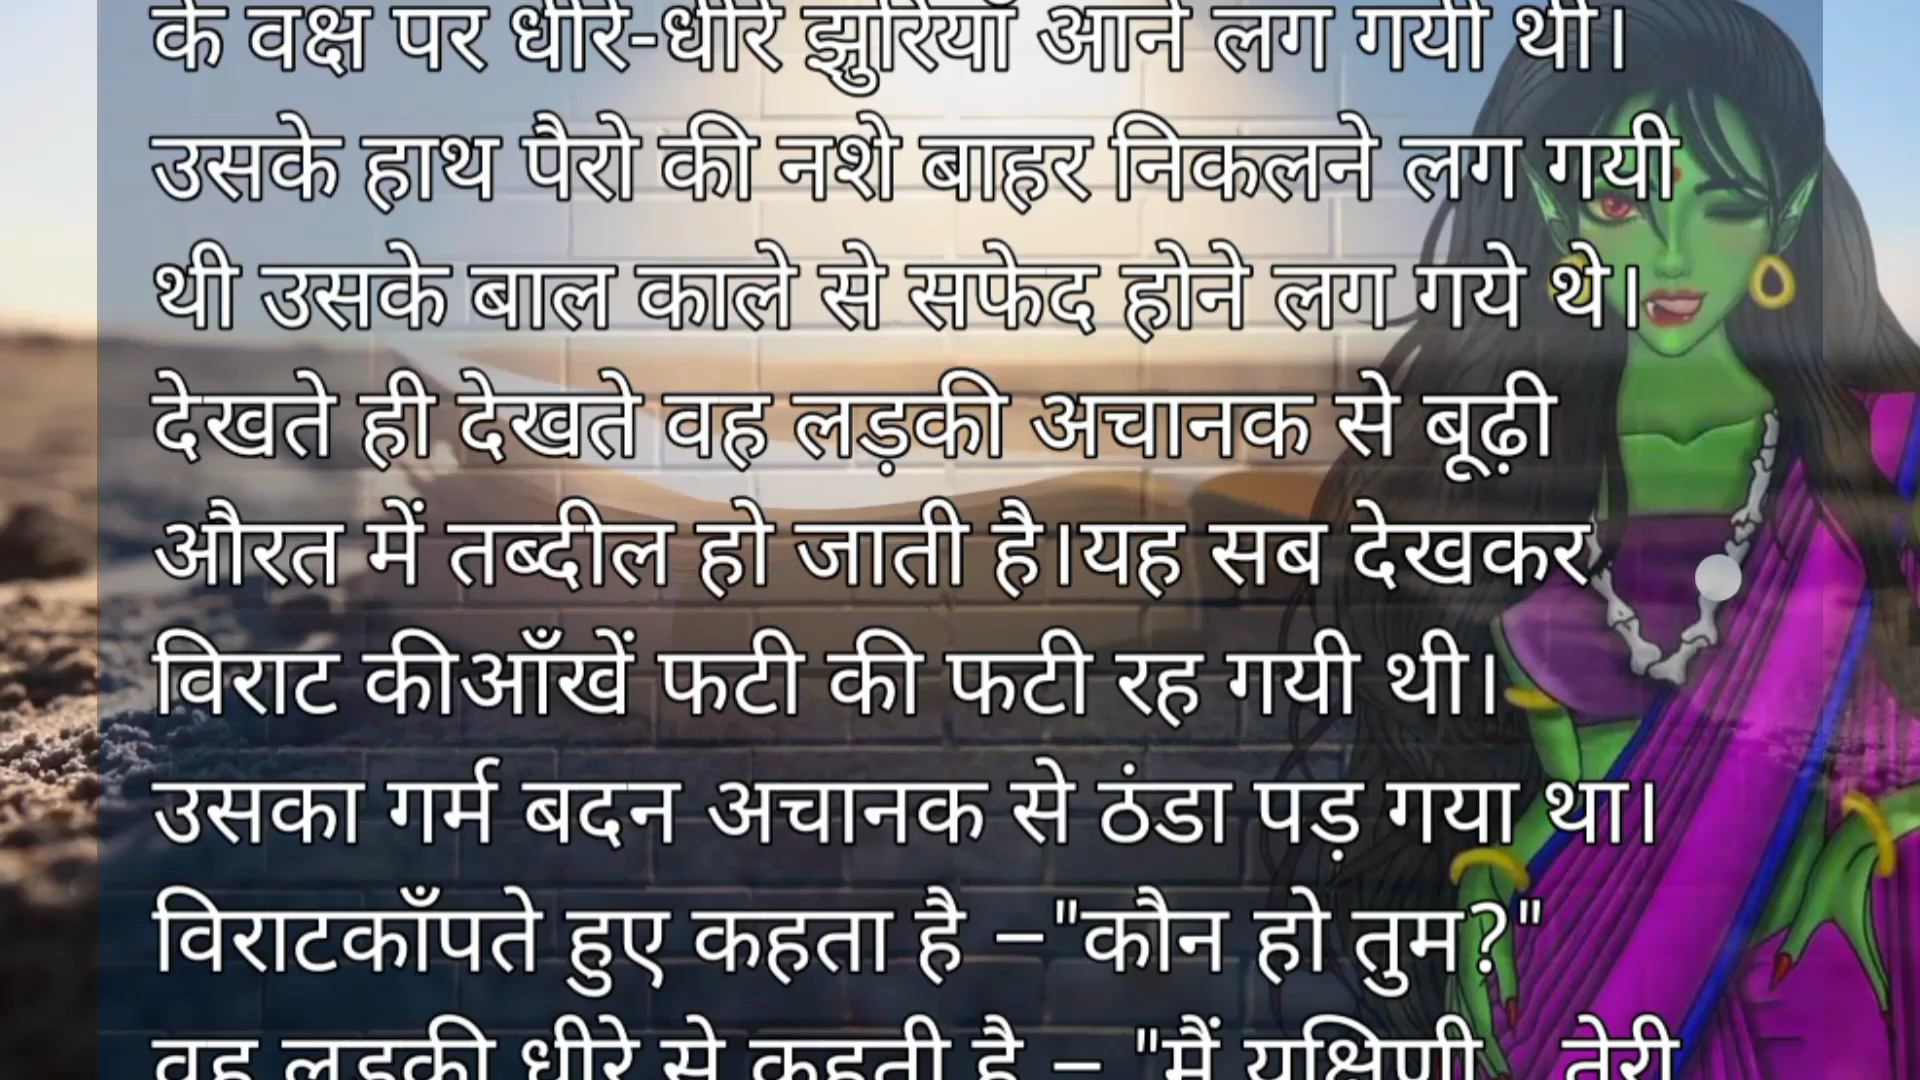 के वक्ष पर धीरे-धीरे झुर्रियाँ आने लग गयी थी।
उसके हाथ पैरो की नशे बाहर निकलने लग गयी
थी उसके बाल काले से सफेद होने लग गये थे।
देखते ही देखते वह लड़की अचानक से बूढ़ी
औरत में तब्दील हो जाती है।यह सब देखकर
विराट कीआँखें फटी की फटी रह गयी थी।
उसका गर्म बदन अचानक से ठंडा पड़ गया था।
विराटकाँपते हुए कहता है –"कौन हो तुम?"
वह लड़की धीरे से कहती है – "मैं यक्षिणी, तेरी